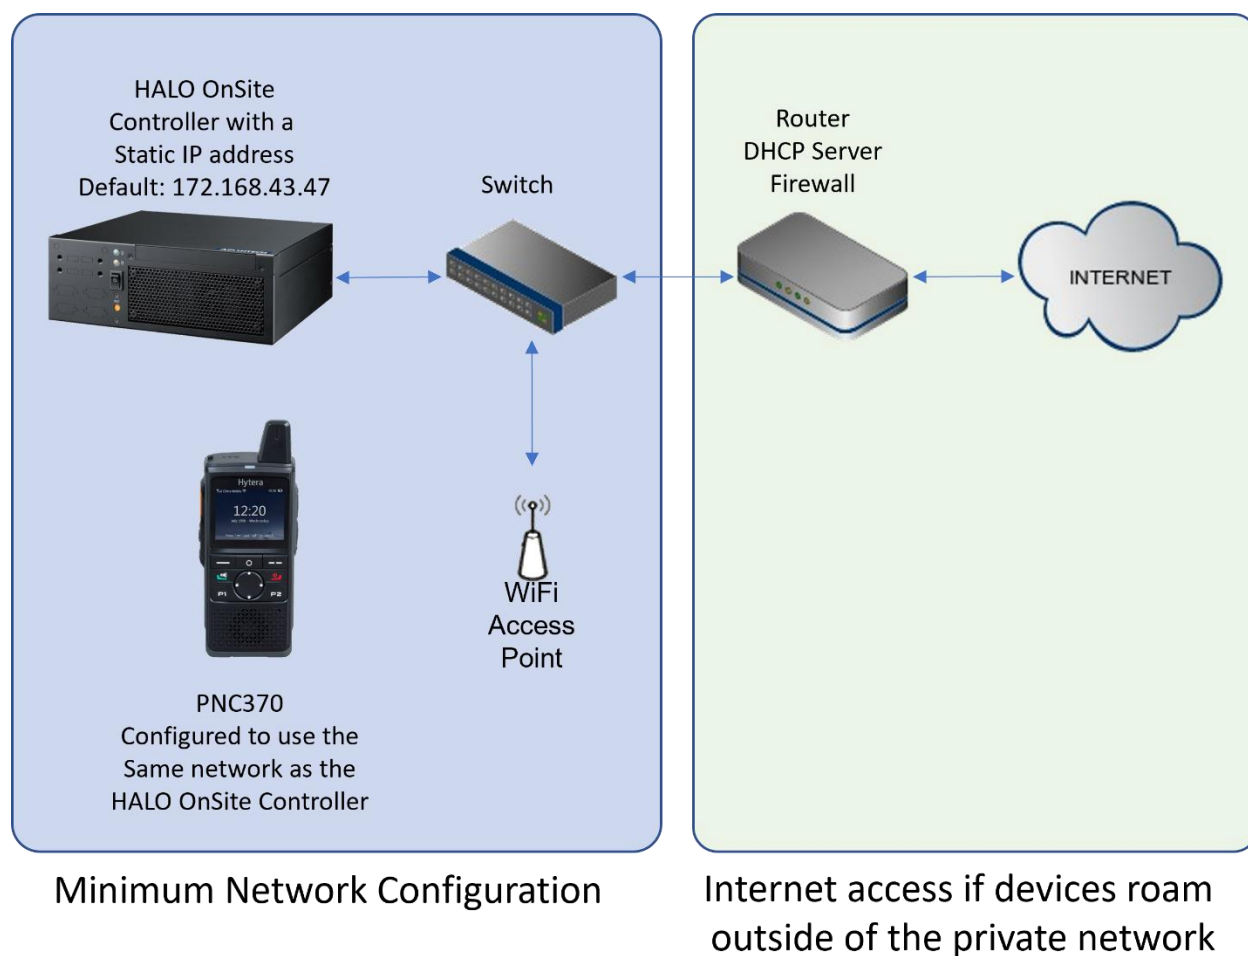 HALO OnSite
Controller with a
Static IP address
Default: 172.168.43.47
Switch
Router
DHCP Server
Firewall
INTERNET
Hytera
12:20
P1
P2
WiFi
Access
Point
PNC370
Configured to use the
Same network as the
HALO OnSite Controller
Minimum Network Configuration
Internet access if devices roam
outside of the private network